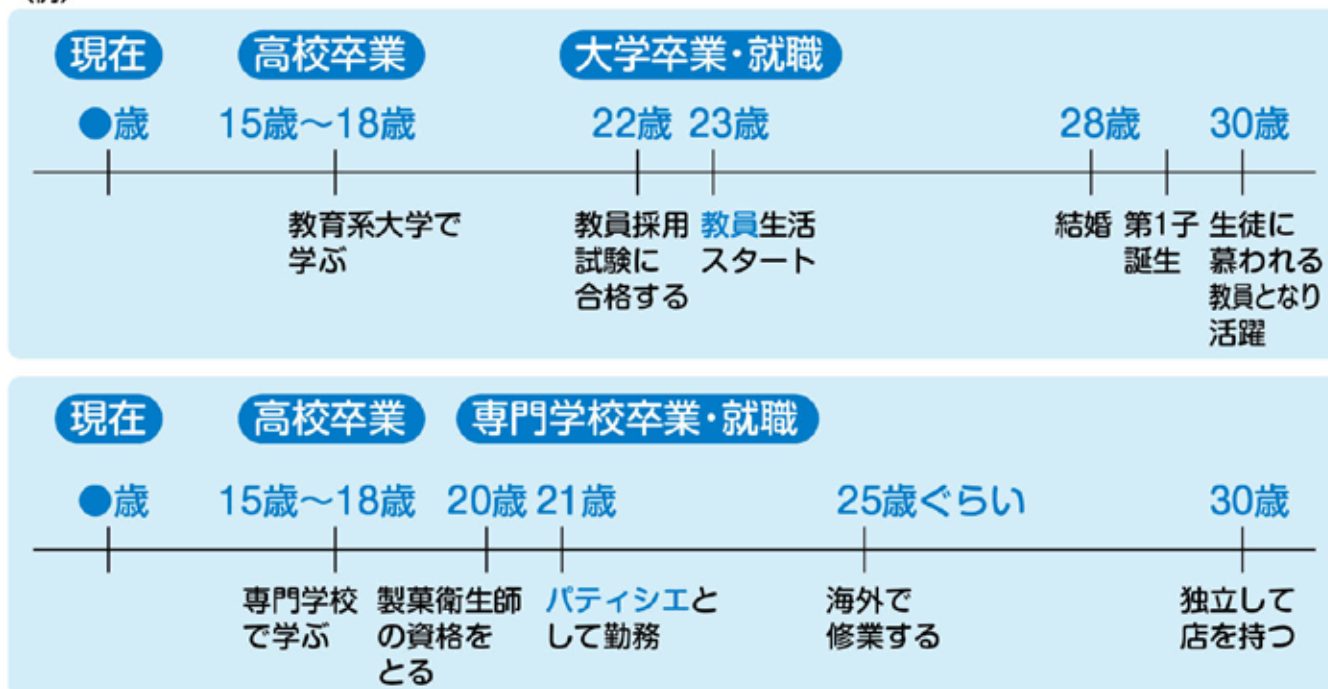 現在 高校卒業 大学卒業・就職
●歳 15歳～18歳 22歳 23歳 28歳 30歳
教育系大学で
学ぶ
教員採用
試験に
合格する
教員生活
スタート
結婚
第1子
誕生
生徒に
慕われる
教員となり
活躍
現在 高校卒業 専門学校卒業・就職
●歳 15歳～18歳 20歳 21歳 25歳ぐらい 30歳
専門学校
で学ぶ
製菓衛生師
の資格を
とる
パティシエと
して勤務
海外で
修業する
独立して
店を持つ